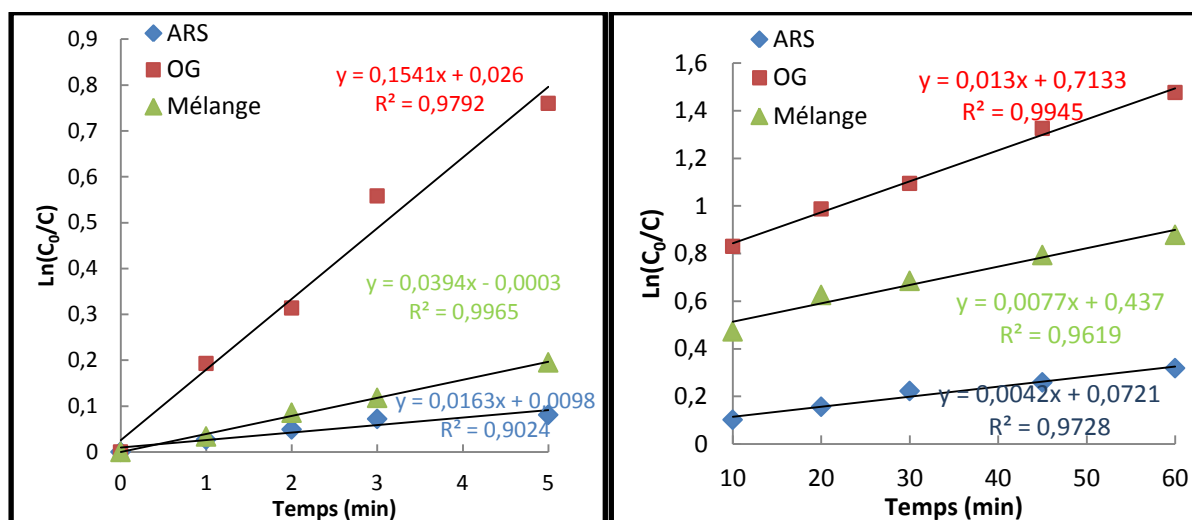 ARS
OG
Mélange
Ln(C₀/C)
0,9
0,8
0,7
0,6
0,5
0,4
0,3
0,2
0,1
0
y = 0,1541x + 0,026
R² = 0,9792
y = 0,0394x - 0,0003
R² = 0,9965
y = 0,0163x + 0,0098
R² = 0,9024
0 1 2 3 4 5
Temps (min)
ARS
OG
Mélange
Ln(C₀/C)
1,6
1,4
1,2
1
0,8
0,6
0,4
0,2
0
y = 0,013x + 0,7133
R² = 0,9945
y = 0,0077x + 0,437
R² = 0,9619
y = 0,0042x + 0,0721
R² = 0,9728
10 20 30 40 50 60
Temps (min)